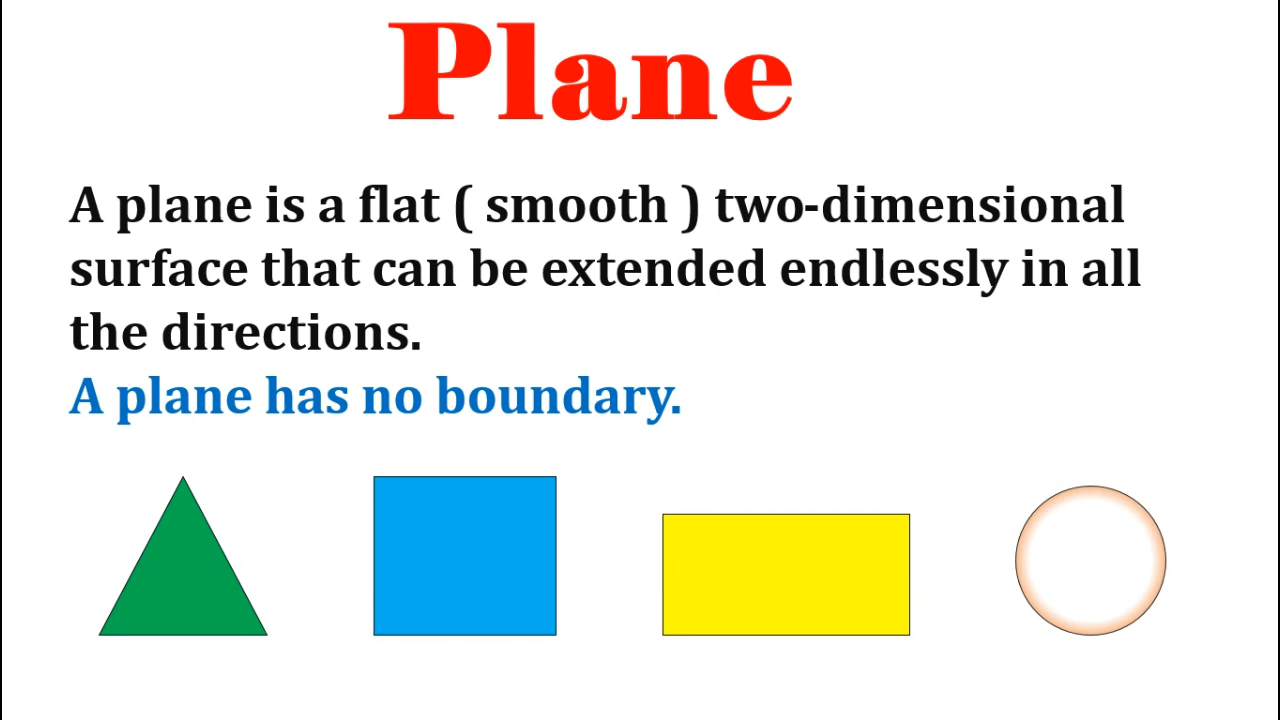 Plane
A plane is a flat ( smooth ) two-dimensional
surface that can be extended endlessly in all
the directions.
A plane has no boundary.